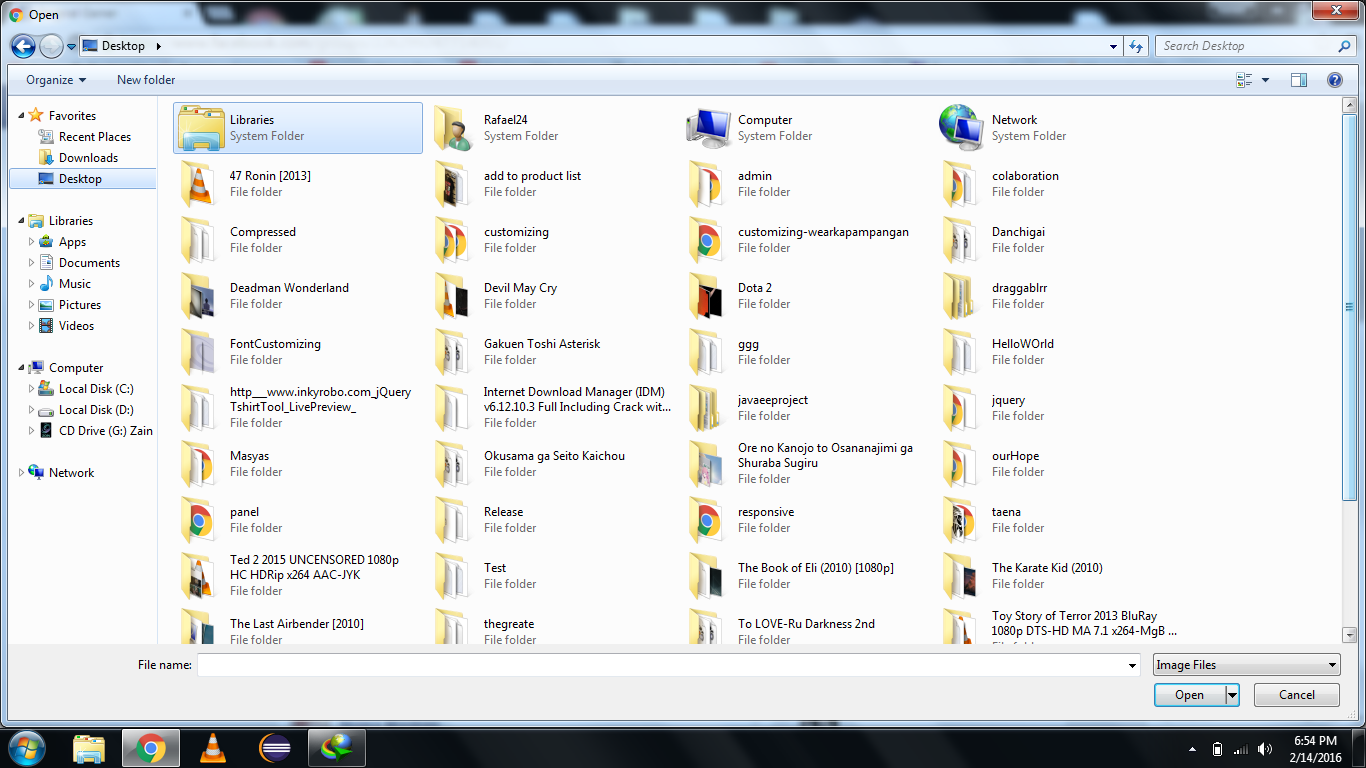 Open
Desktop
Search Desktop
Organize
New folder
Favorites
Recent Places
Downloads
Desktop
Libraries
Apps
Documents
Music
Pictures
Videos
Computer
Local Disk (C:)
Local Disk (D:)
CD Drive (G:) Zain
Network
Libraries
System Folder
Rafael24
System Folder
Computer
System Folder
Network
System Folder
47 Ronin [2013]
File folder
add to product list
File folder
admin
File folder
colaboration
File folder
Compressed
File folder
customizing
File folder
customizing-wearkapampangan
File folder
Danchigai
File folder
Deadman Wonderland
File folder
Devil May Cry
File folder
Dota 2
File folder
draggablrr
File folder
FontCustomizing
File folder
Gakuen Toshi Asterisk
File folder
ggg
File folder
HelloWOrld
File folder
http___www.inkyrobo.com_jQuery
TshirtTool_LivePreview_
File folder
Internet Download Manager (IDM)
v6.12.10.3 Full Including Crack wit...
File folder
javaeeproject
File folder
jquery
File folder
Masyas
File folder
Okusama ga Seito Kaichou
File folder
Ore no Kanojo to Osananajimi ga
Shuraba Sugiru
File folder
ourHope
File folder
panel
File folder
Release
File folder
responsive
File folder
taena
File folder
Ted 2 2015 UNCENSORED 1080p
HC HDRip x264 AAC-JYK
File folder
Test
File folder
The Book of Eli (2010) [1080p]
File folder
The Karate Kid (2010)
File folder
The Last Airbender [2010]
File folder
thegreate
File folder
To LOVE-Ru Darkness 2nd
File folder
Toy Story of Terror 2013 BluRay
1080p DTS-HD MA 7.1 x264-MgB ...
File name:
Image Files
Open
Cancel
6:54 PM
2/14/2016